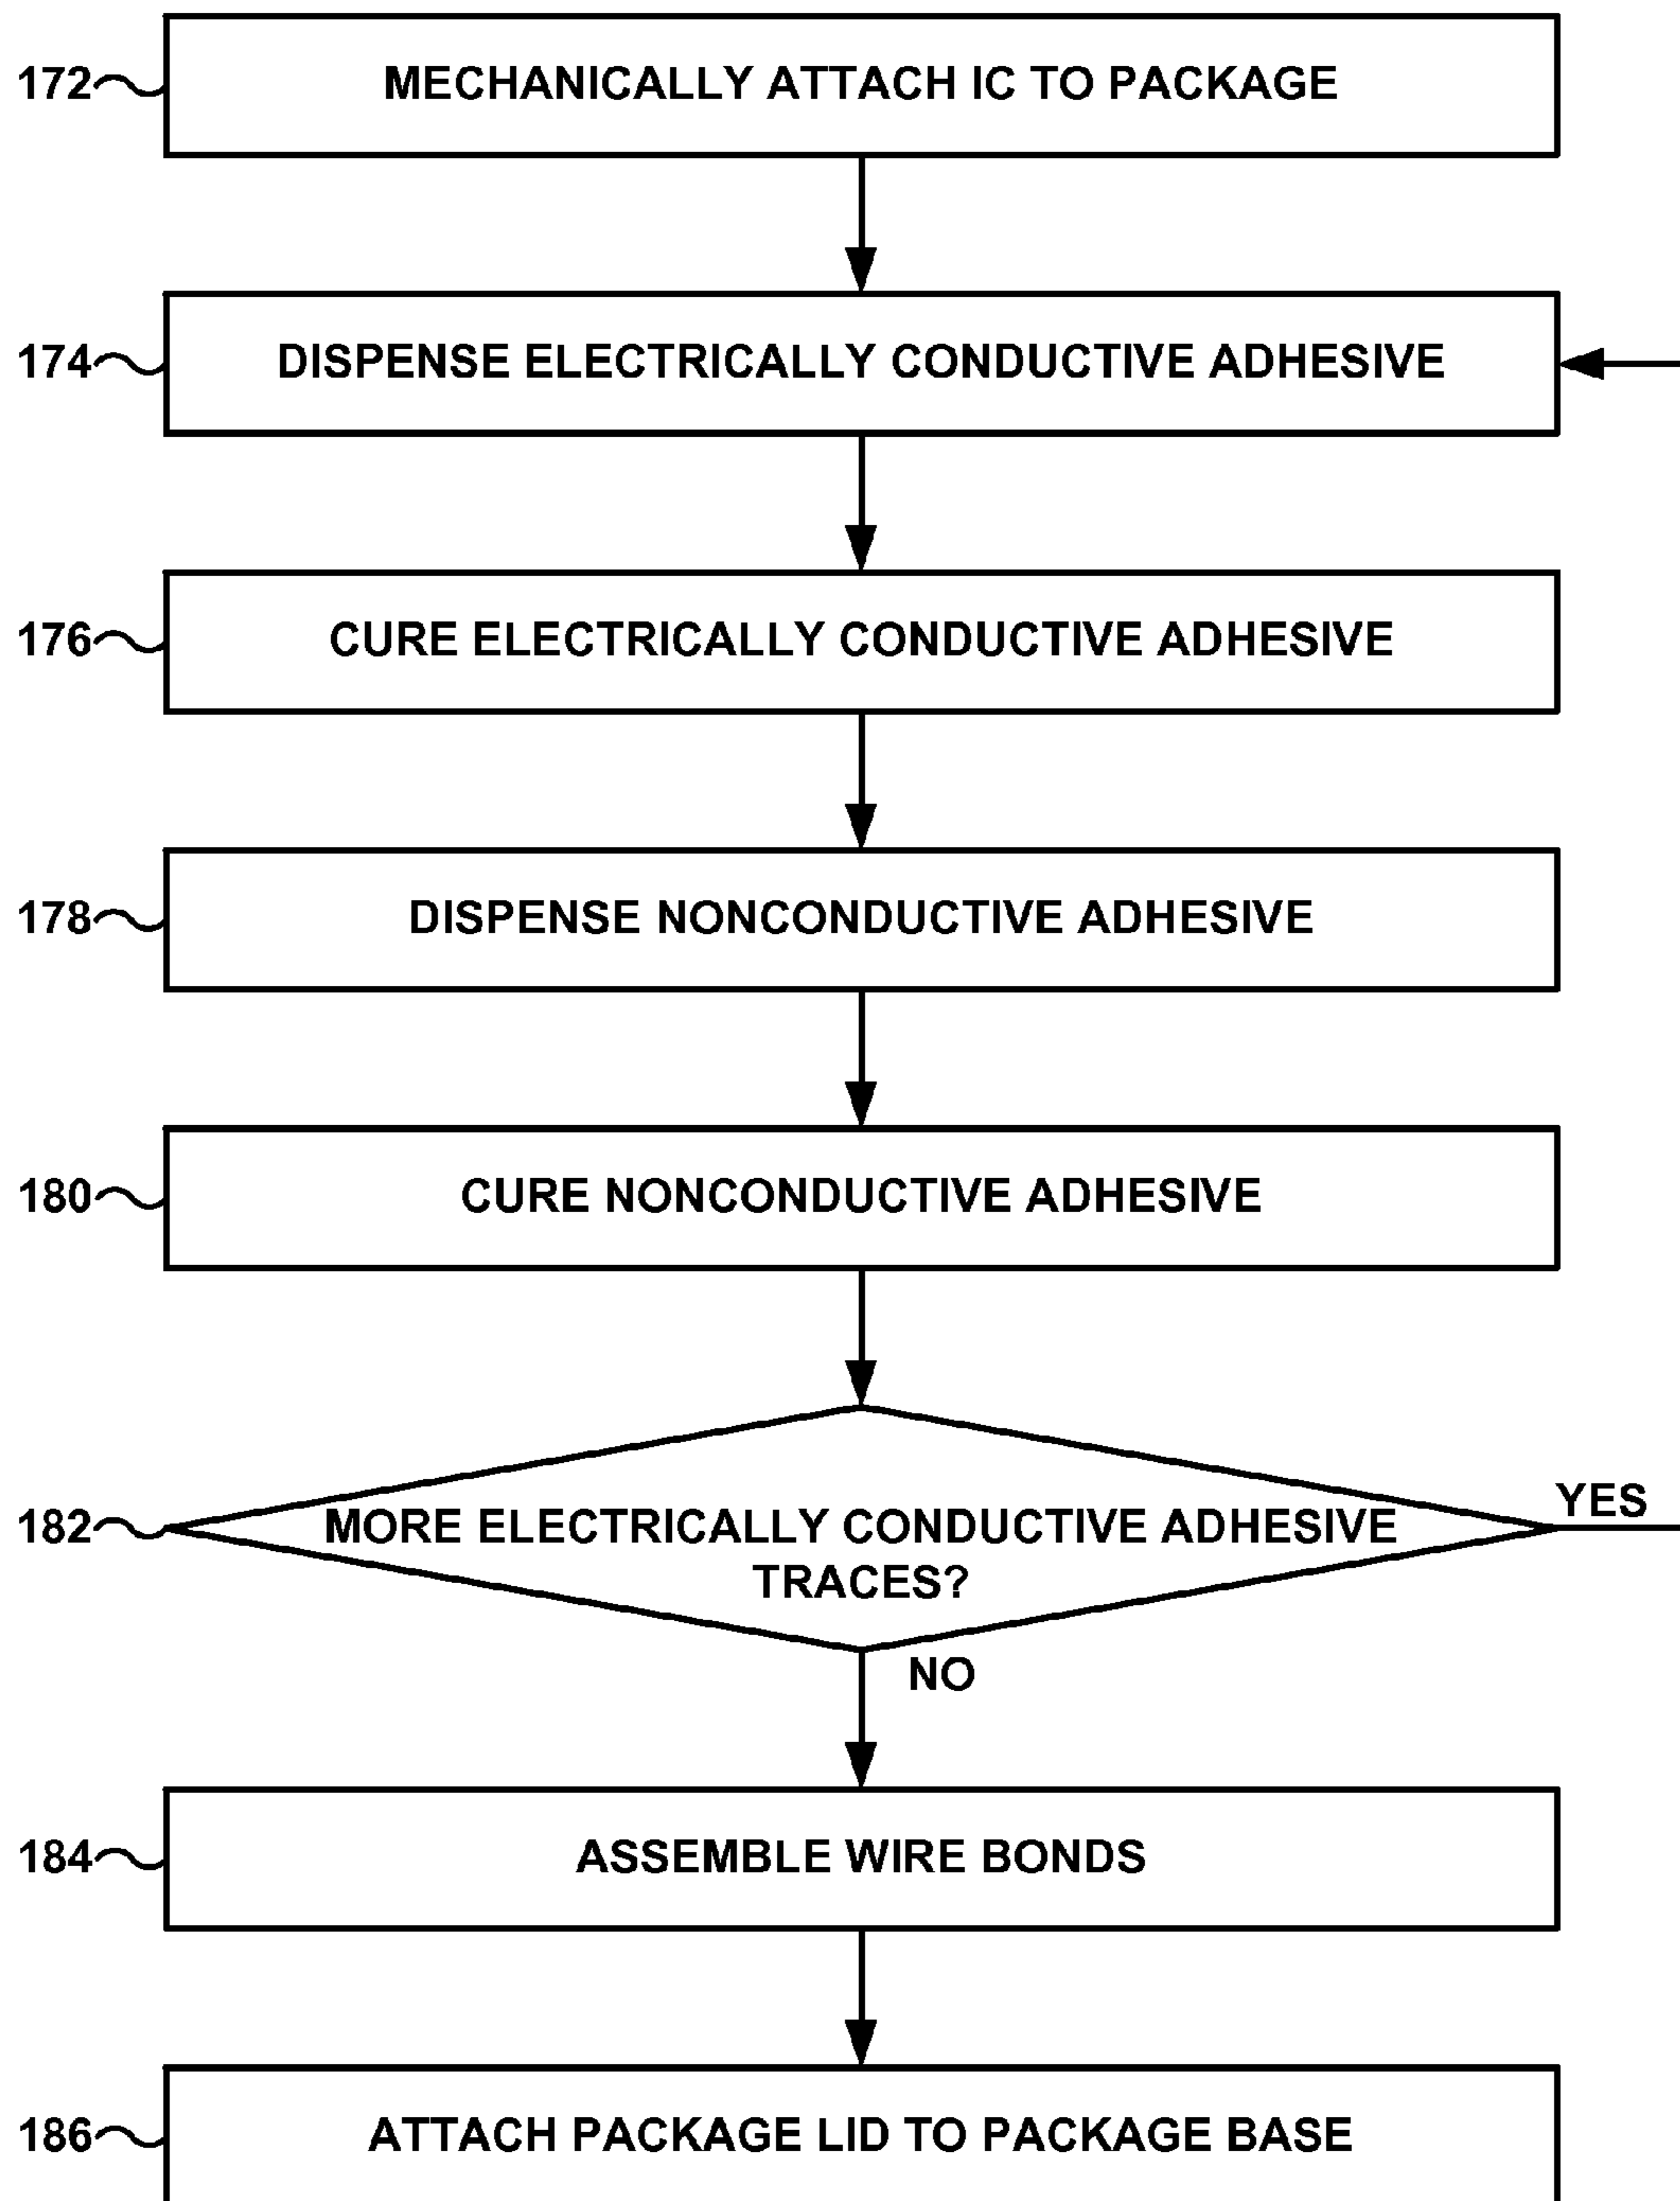 172 MECHANICALLY ATTACH IC TO PACKAGE
174 DISPENSE ELECTRICALLY CONDUCTIVE ADHESIVE
176 CURE ELECTRICALLY CONDUCTIVE ADHESIVE
178 DISPENSE NONCONDUCTIVE ADHESIVE
180 CURE NONCONDUCTIVE ADHESIVE
YES
182 MORE ELECTRICALLY CONDUCTIVE ADHESIVE
TRACES?
NO
184 ASSEMBLE WIRE BONDS
186 ATTACH PACKAGE LID TO PACKAGE BASE